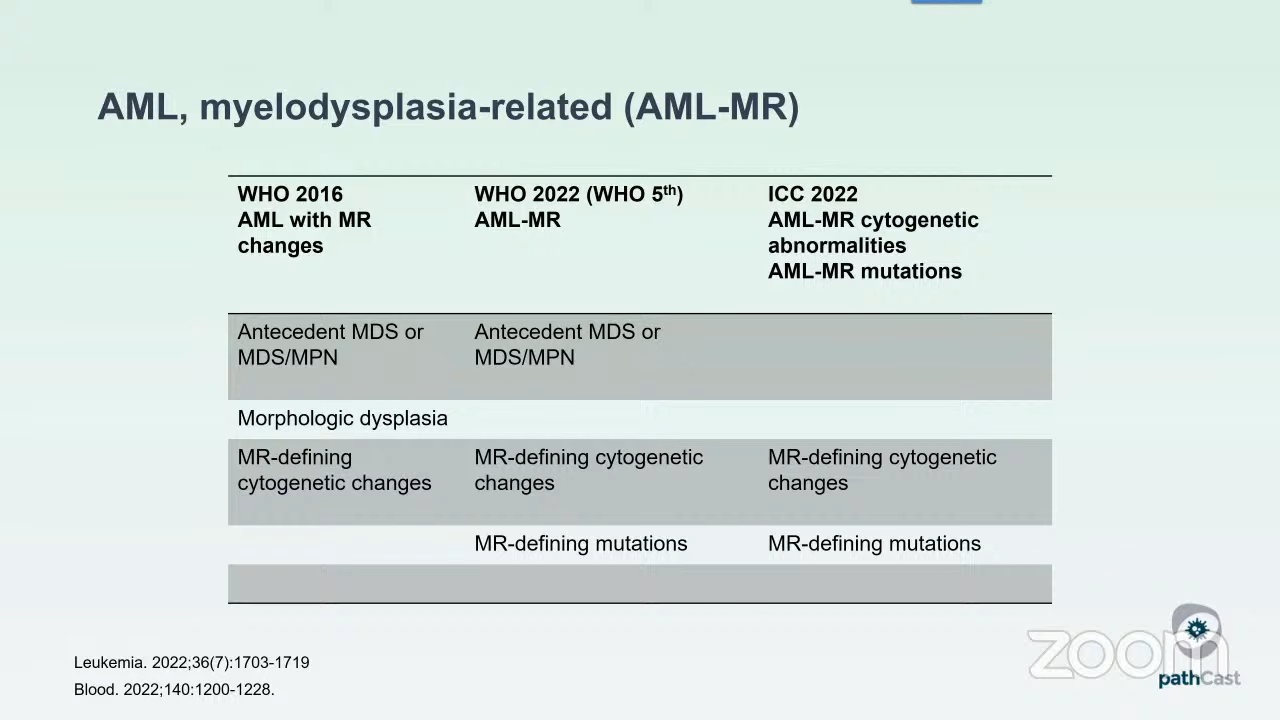 AML, myelodysplasia-related (AML-MR)
WHO 2016
AML with MR
changes
WHO 2022 (WHO 5th)
AML-MR
ICC 2022
AML-MR cytogenetic
abnormalities
AML-MR mutations
Antecedent MDS or
MDS/MPN
Antecedent MDS or
MDS/MPN
Morphologic dysplasia
MR-defining
cytogenetic changes
MR-defining cytogenetic
changes
MR-defining cytogenetic
changes
MR-defining mutations
MR-defining mutations
Leukemia. 2022;36(7):1703-1719
Blood. 2022;140:1200-1228.
zoom
pathCast